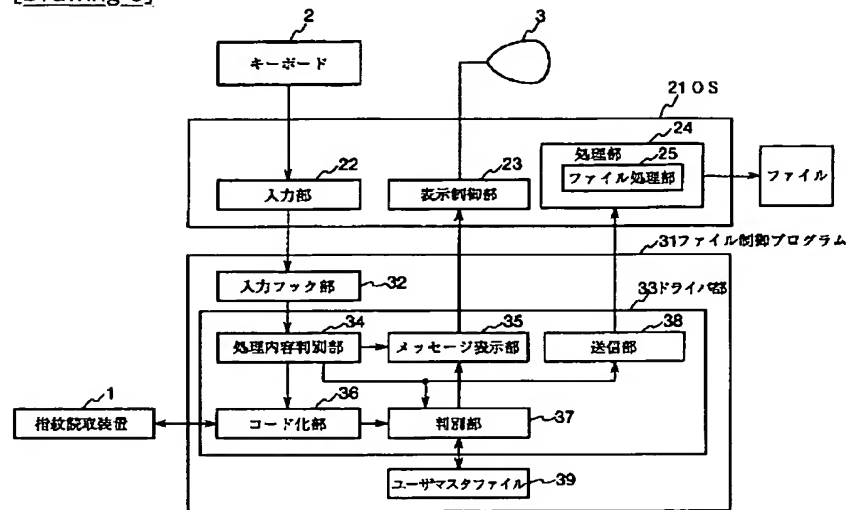 [Drawing 3]
2
3
キーボード
21 OS
24
処理部
25
ファイル処理部
ファイル
22
入力部
23
表示制御部
31ファイル制御プログラム
入力フック部
32
33ドライバ部
34
処理内容判別部
35
メッセージ表示部
38
送信部
1
指紋読取装置
36
コード化部
判別部
37
ユーザマスタファイル
39